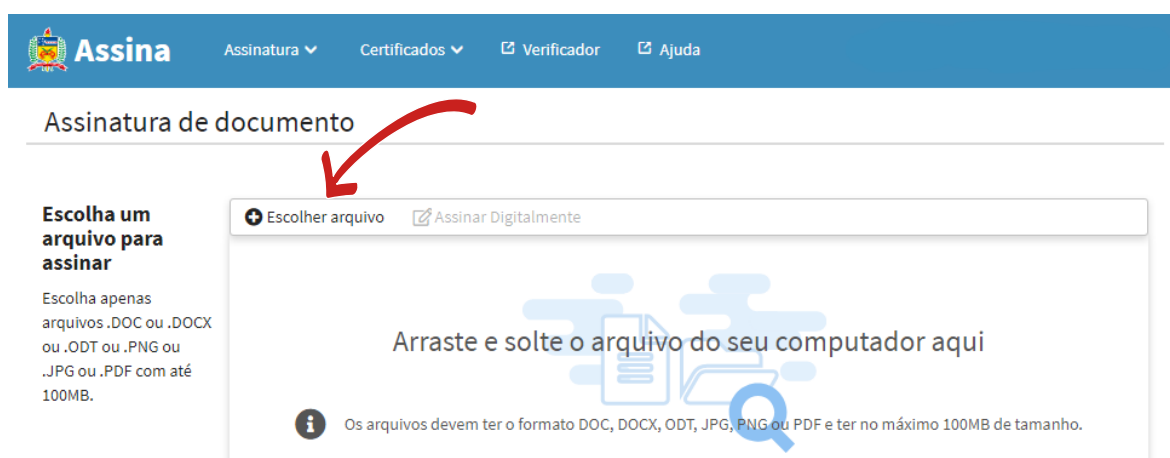 Assina Assinatura Certificados Verificador Ajuda
Assinatura de documento
Escolha um
arquivo para
assinar
Escolha apenas
arquivos .DOC ou .DOCX
ou .ODT ou .PNG ou
.JPG ou .PDF com até
100MB.
Escolher arquivo Assinar Digitalmente
Arraste e solte o arquivo do seu computador aqui
Os arquivos devem ter o formato DOC, DOCX, ODT, JPG, PNG ou PDF e ter no máximo 100MB de tamanho.